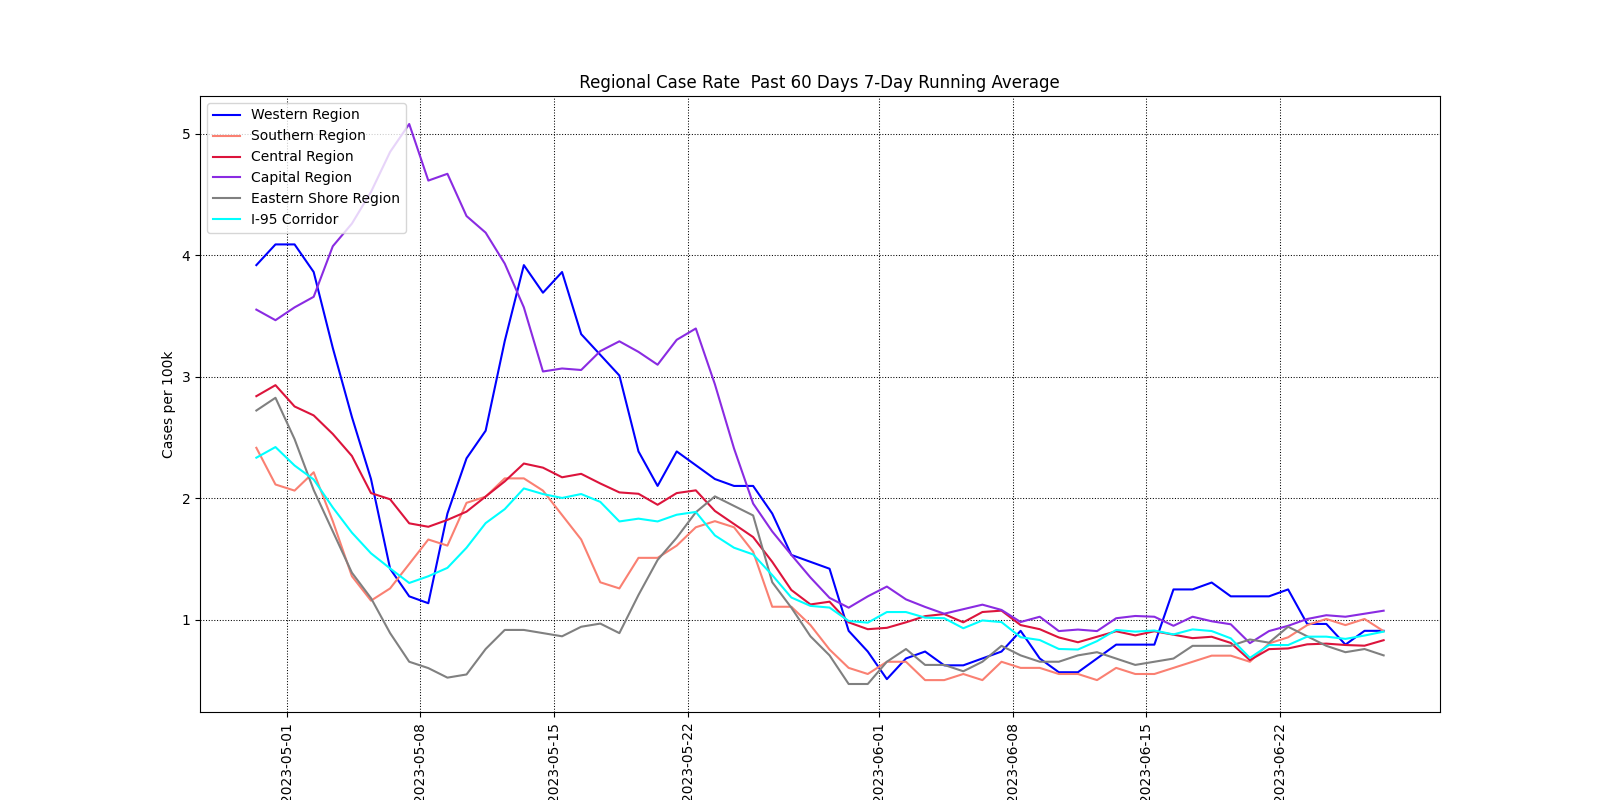 Regional Case Rate  Past 60 Days 7-Day Running Average
Western Region
Southern Region
Central Region
Capital Region
Eastern Shore Region
I-95 Corridor
Cases per 100k
5
4
3
2
1
2023-05-01
2023-05-08
2023-05-15
2023-05-22
2023-06-01
2023-06-08
2023-06-15
2023-06-22